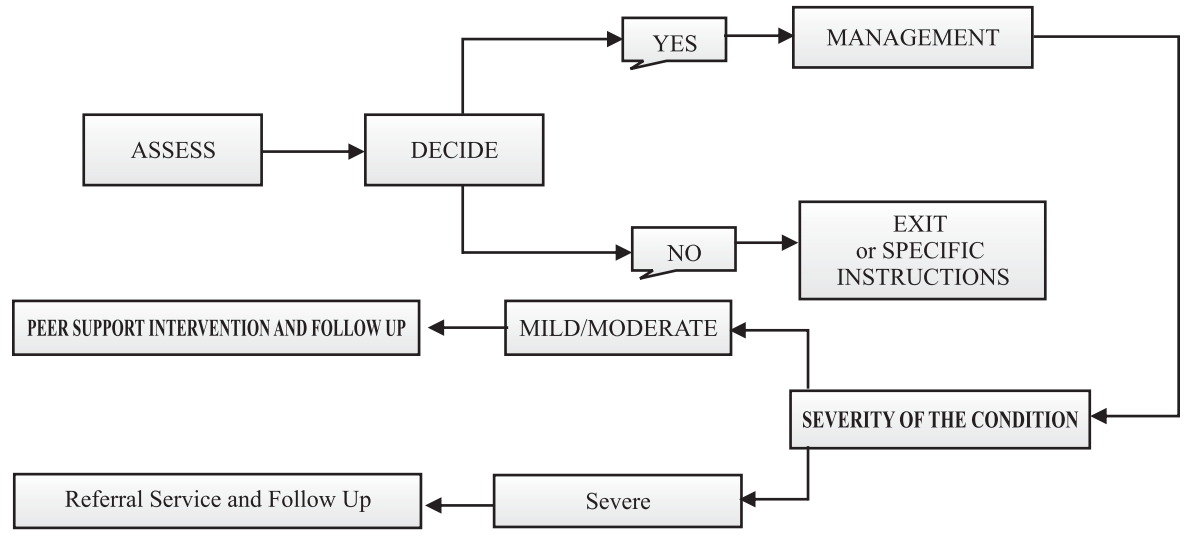 YES
MANAGEMENT
ASSESS
DECIDE
NO
EXIT
or SPECIFIC
INSTRUCTIONS
PEER SUPPORT INTERVENTION AND FOLLOW UP
MILD/MODERATE
SEVERITY OF THE CONDITION
Referral Service and Follow Up
Severe